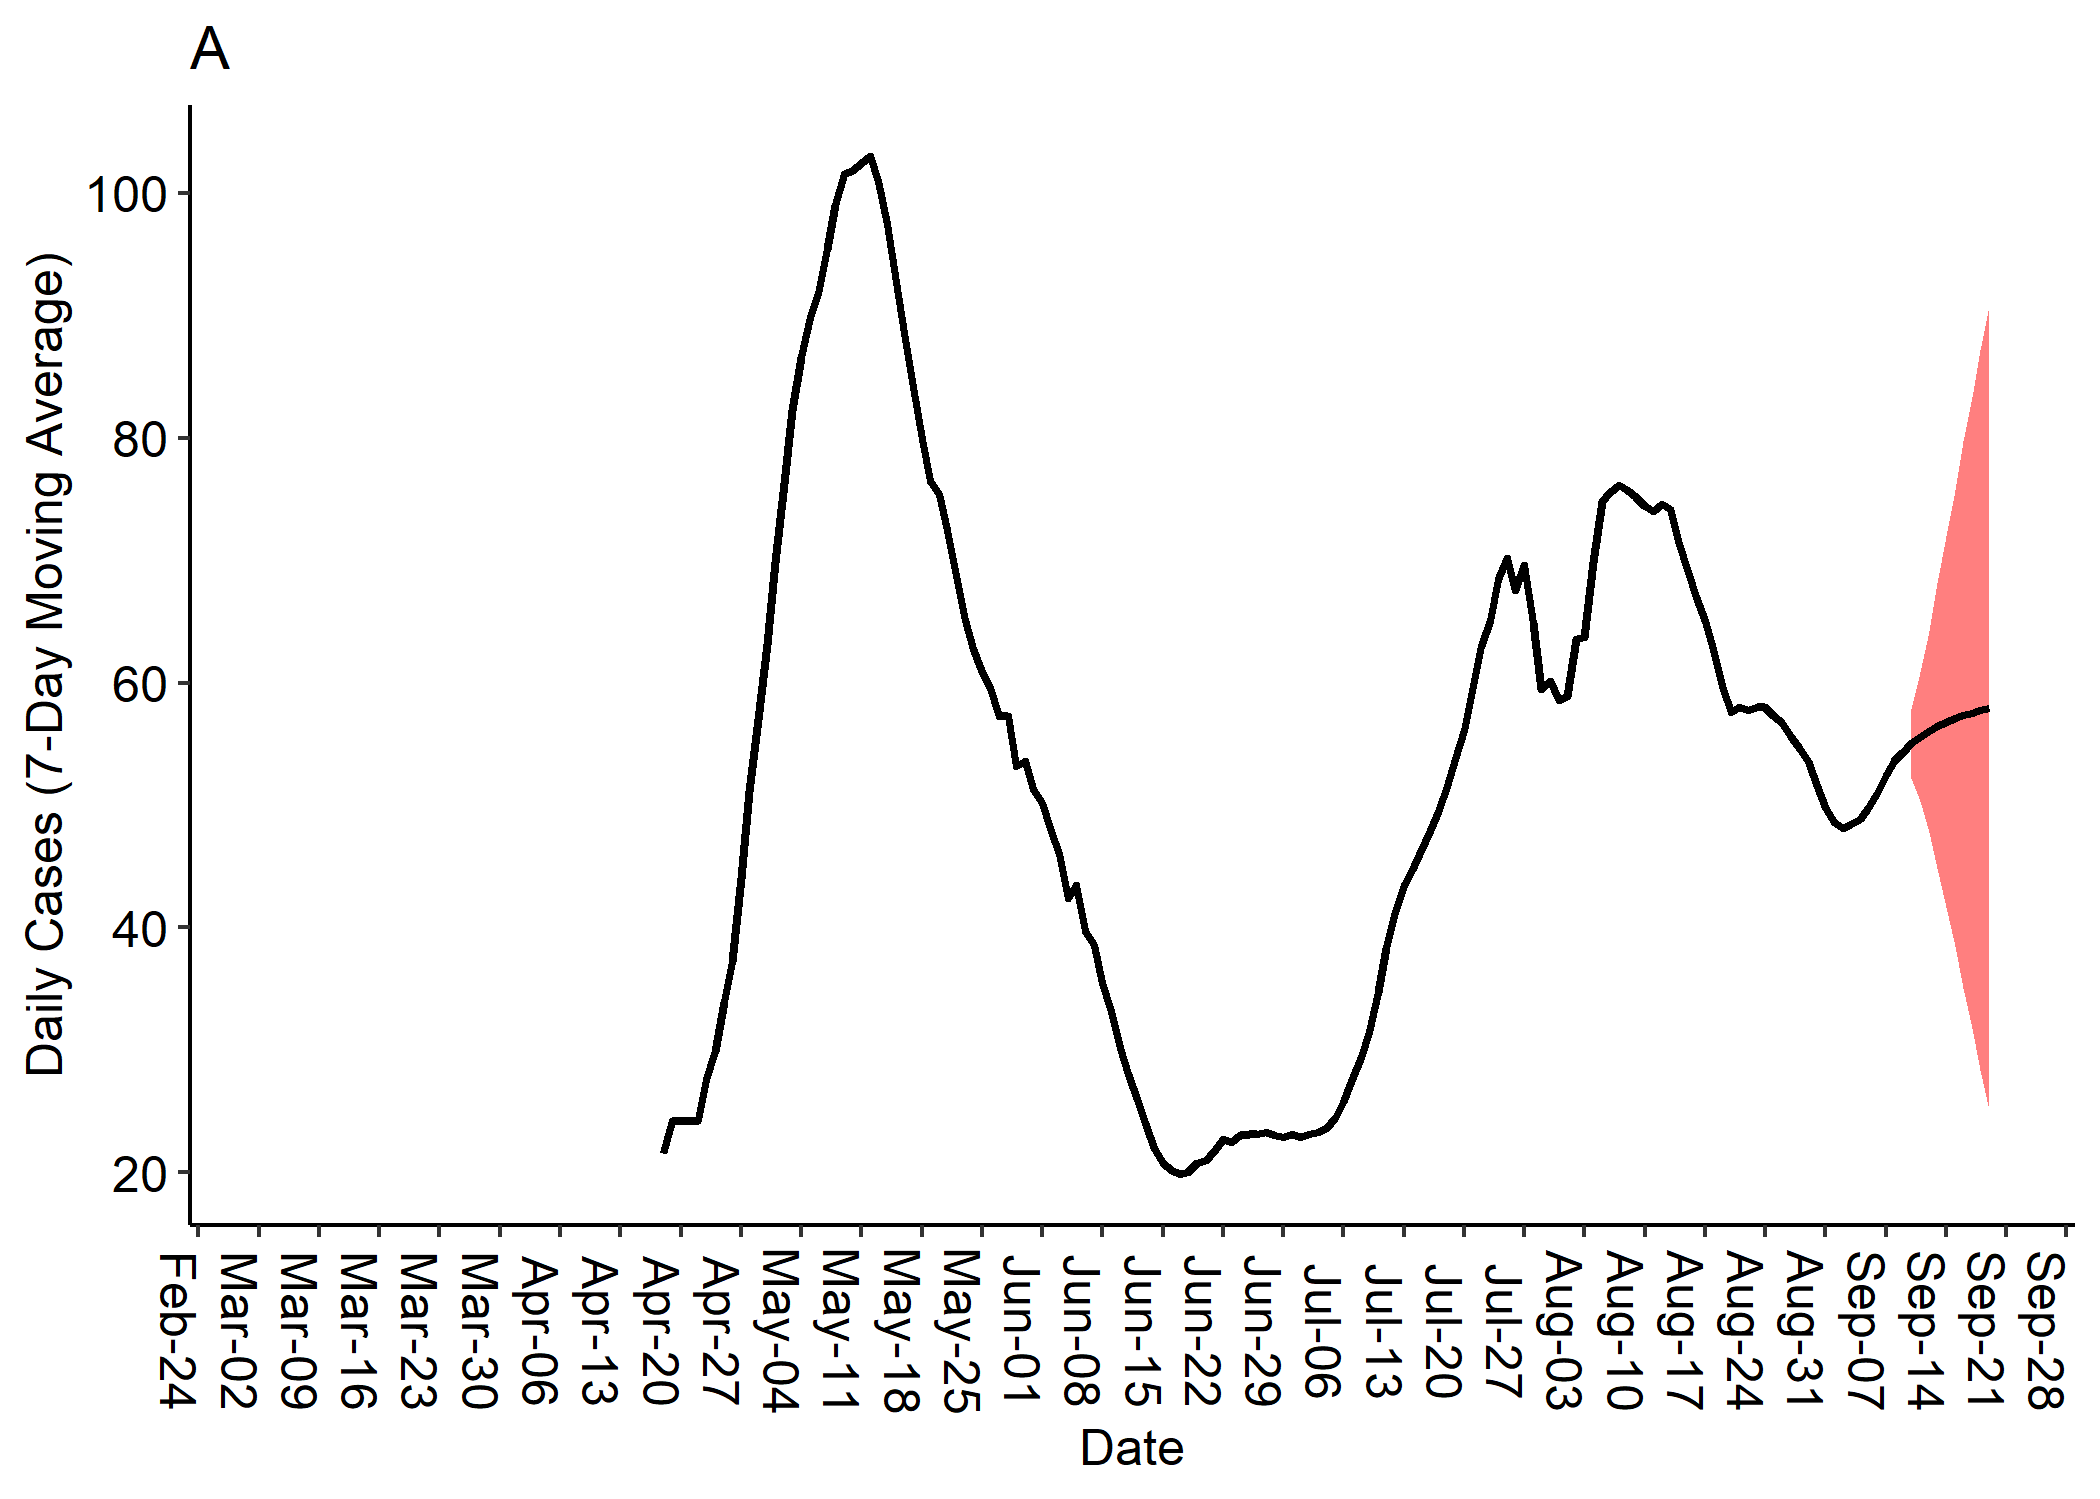 A
Daily Cases (7-Day Moving Average)
100
80
60
40
20
Feb-24
Mar-02
Mar-09
Mar-16
Mar-23
Mar-30
Apr-06
Apr-13
Apr-20
Apr-27
May-04
May-11
May-18
May-25
Jun-01
Jun-08
Jun-15
Jun-22
Jun-29
Jul-06
Jul-13
Jul-20
Jul-27
Aug-03
Aug-10
Aug-17
Aug-24
Aug-31
Sep-07
Sep-14
Sep-21
Sep-28
Date